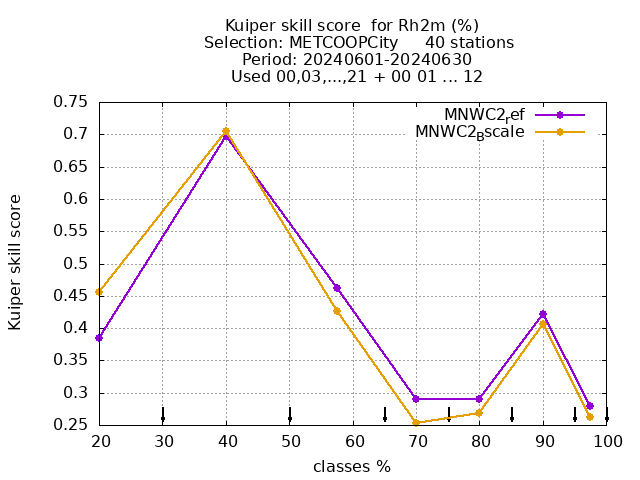 Kuiper skill score  for Rh2m (%)
Selection: METCOOPCity     40 stations
Period: 20240601-20240630
Used 00,03,...,21 + 00 01 ... 12
MNWC2ref
MNWC2Bscale
0.75
0.7
0.65
0.6
0.55
0.5
0.45
0.4
0.35
0.3
0.25
Kuiper skill score
20 30 40 50 60 70 80 90 100
classes %